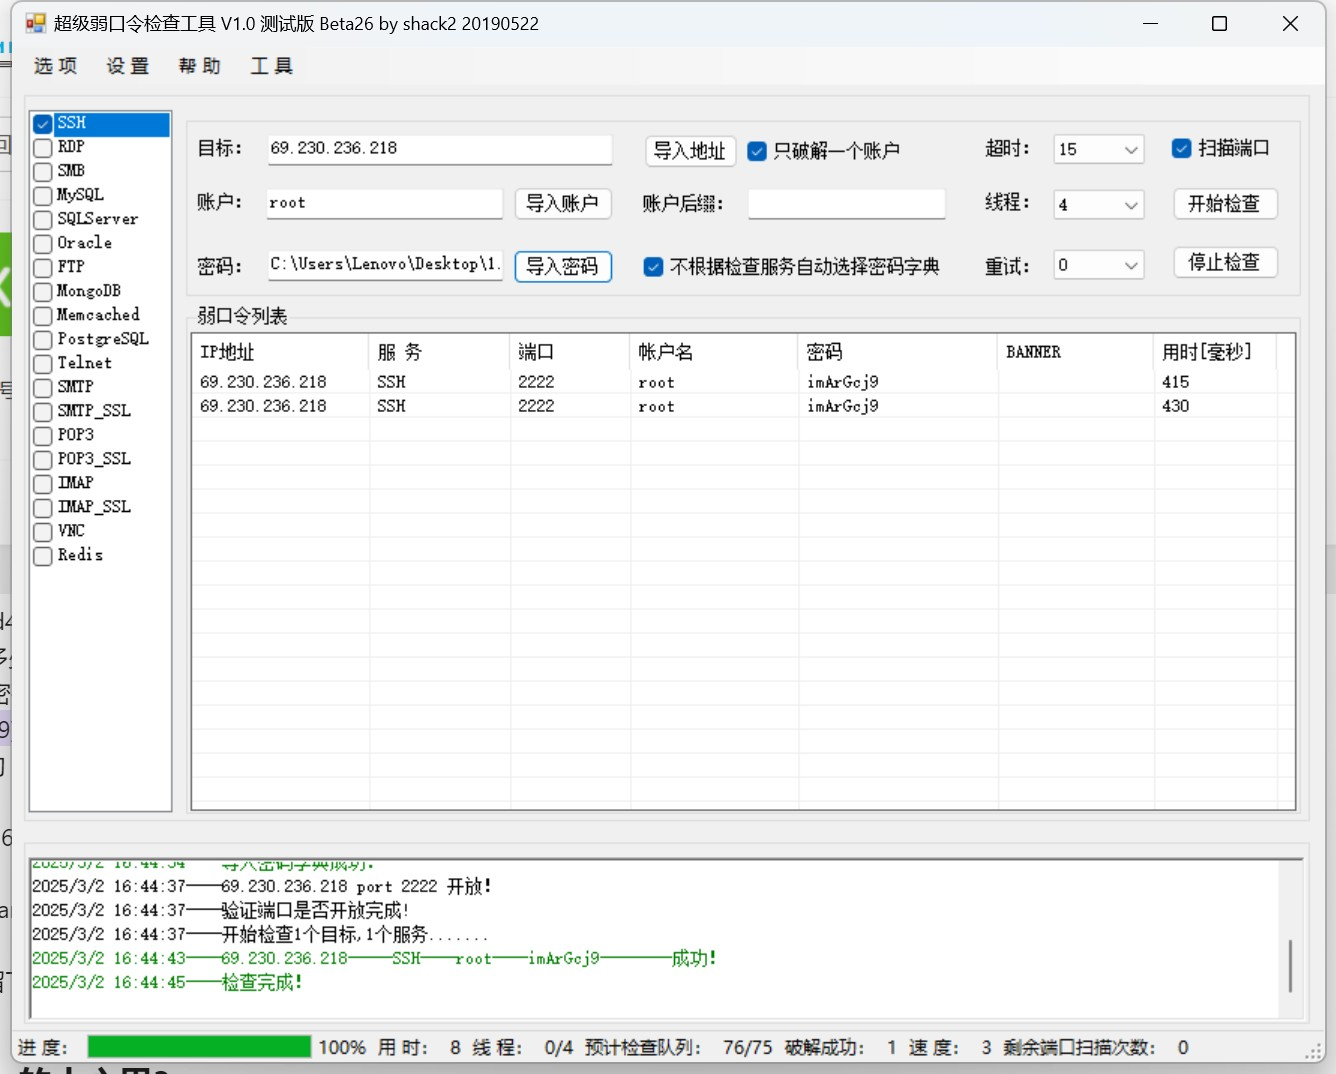 超级弱口令检查工具 V1.0 测试版 Beta26 by shack2 20190522
选项 设置 帮助 工具
SSH
RDP
SMB
MySQL
SQLServer
Oracle
FTP
MongoDB
Memcached
PostgreSQL
Telnet
SMTP
SMTP_SSL
POP3
POP3_SSL
IMAP
IMAP_SSL
VNC
Redis
目标： 69.230.236.218 导入地址 只破解一个账户 超时： 15 扫描端口
账户： root 导入账户 账户后缀： 线程： 4 开始检查
密码： C:\Users\Lenovo\Desktop\1. 导入密码 不根据检查服务自动选择密码字典 重试： 0 停止检查
弱口令列表
IP地址 服 务 端口 帐户名 密码 BANNER 用时[毫秒]
69.230.236.218 SSH 2222 root imArGcj9 415
69.230.236.218 SSH 2222 root imArGcj9 430
2025/3/2 16:44:34 导入密码字典成功！
2025/3/2 16:44:37——69.230.236.218 port 2222 开放！
2025/3/2 16:44:37——验证端口是否开放完成！
2025/3/2 16:44:37——开始检查1个目标,1个服务.......
2025/3/2 16:44:43——69.230.236.218——SSH——root——imArGcj9——成功！
2025/3/2 16:44:45——检查完成！
进度： 100% 用时： 8 线程： 0/4 预计检查队列： 76/75 破解成功： 1 速度： 3 剩余端口扫描次数： 0